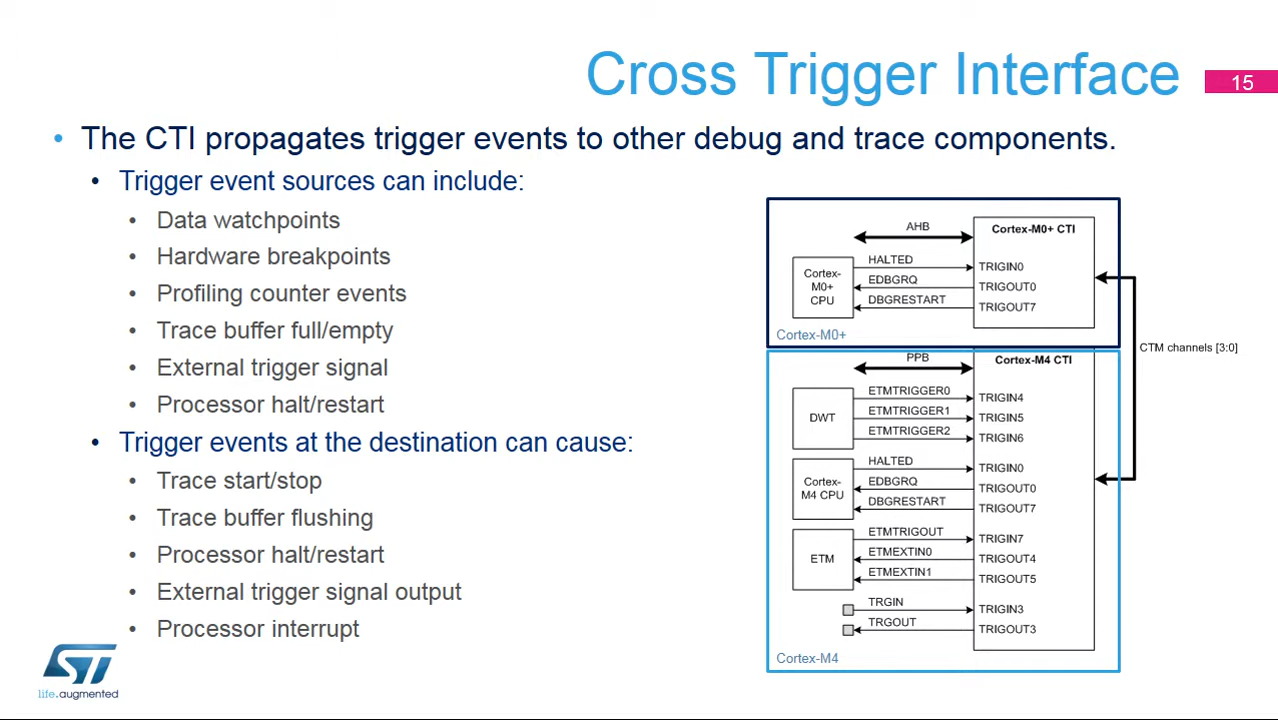 Cross Trigger Interface
15
• The CTI propagates trigger events to other debug and trace components.
• Trigger event sources can include:
• Data watchpoints
• Hardware breakpoints
• Profiling counter events
• Trace buffer full/empty
• External trigger signal
• Processor halt/restart
• Trigger events at the destination can cause:
• Trace start/stop
• Trace buffer flushing
• Processor halt/restart
• External trigger signal output
• Processor interrupt
AHB
Cortex-M0+ CTI
Cortex-
M0+
CPU
HALTED
EDBGRQ
DBGRESTART
TRIGIN0
TRIGOUT0
TRIGOUT7
Cortex-M0+
CTM channels [3:0]
PPB
Cortex-M4 CTI
DWT
ETMTRIGGER0
ETMTRIGGER1
ETMTRIGGER2
TRIGIN4
TRIGIN5
TRIGIN6
Cortex-
M4 CPU
HALTED
EDBGRQ
DBGRESTART
TRIGIN0
TRIGOUT0
TRIGOUT7
ETM
ETMTRIGOUT
ETMEXTIN0
ETMEXTIN1
TRIGIN7
TRIGOUT4
TRIGOUT5
TRGIN
TRGOUT
TRIGIN3
TRIGOUT3
Cortex-M4
ST
life.augmented